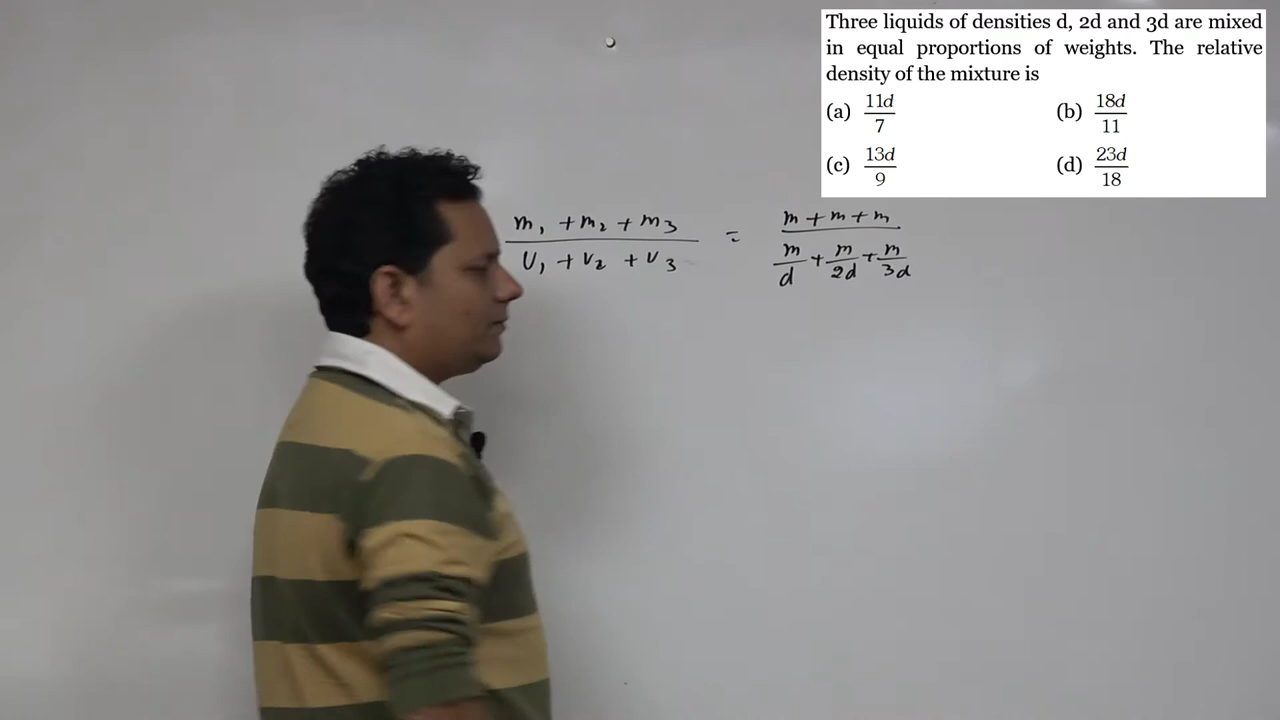 Three liquids of densities d, 2d and 3d are mixed
in equal proportions of weights. The relative
density of the mixture is
(a) 11d/7 (b) 18d/11
(c) 13d/9 (d) 23d/18
m₁ + m₂ + m₃ / v₁ + v₂ + v₃ = m + m + m / m/d + m/2d + m/3d